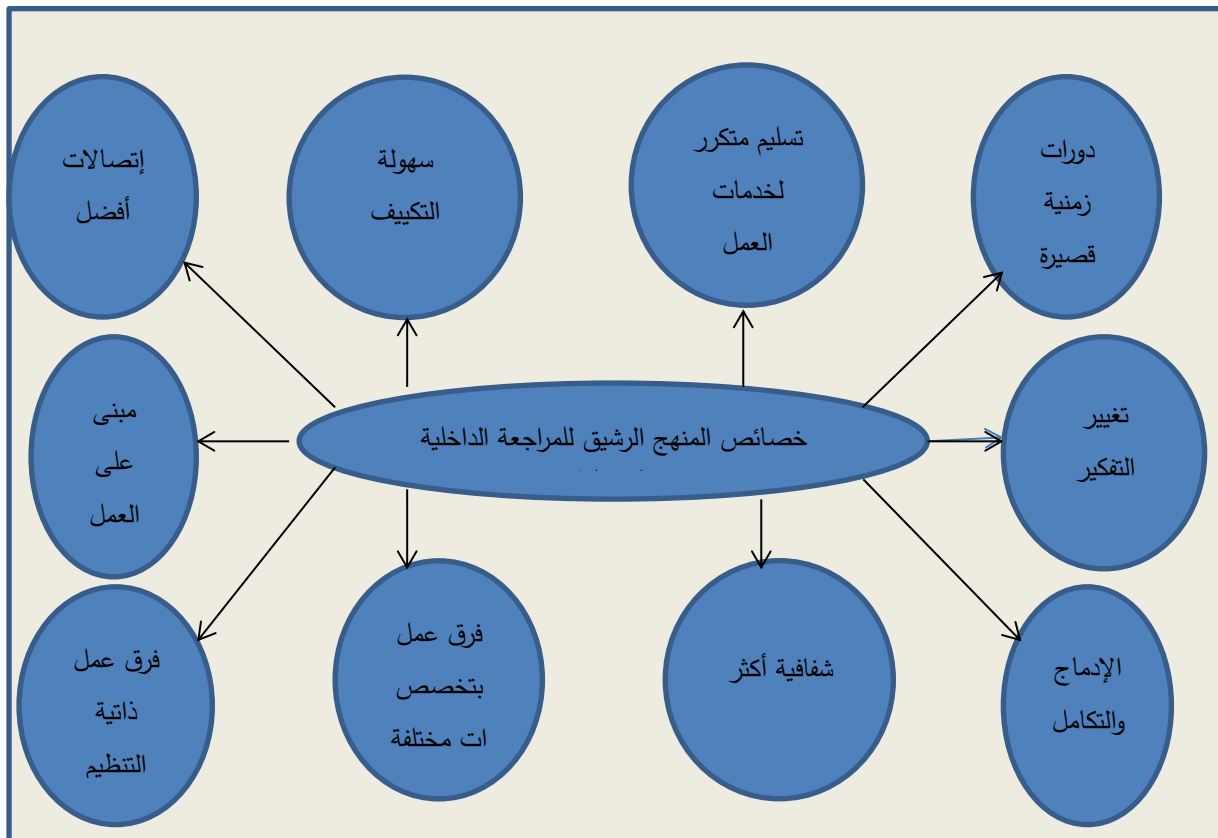 دورات
زمنية
قصيرة
تسليم متكرر
لخدمات
العمل
سهولة
التكييف
إتصالات
أفضل
تغيير
التفكير
خصائص المنهج الرشيق للمراجعة الداخلية
مبنى
على
العمل
الإدماج
والتكامل
شفافية أكثر
فرق عمل
بتخصص
ات مختلفة
فرق عمل
ذاتية
التنظيم